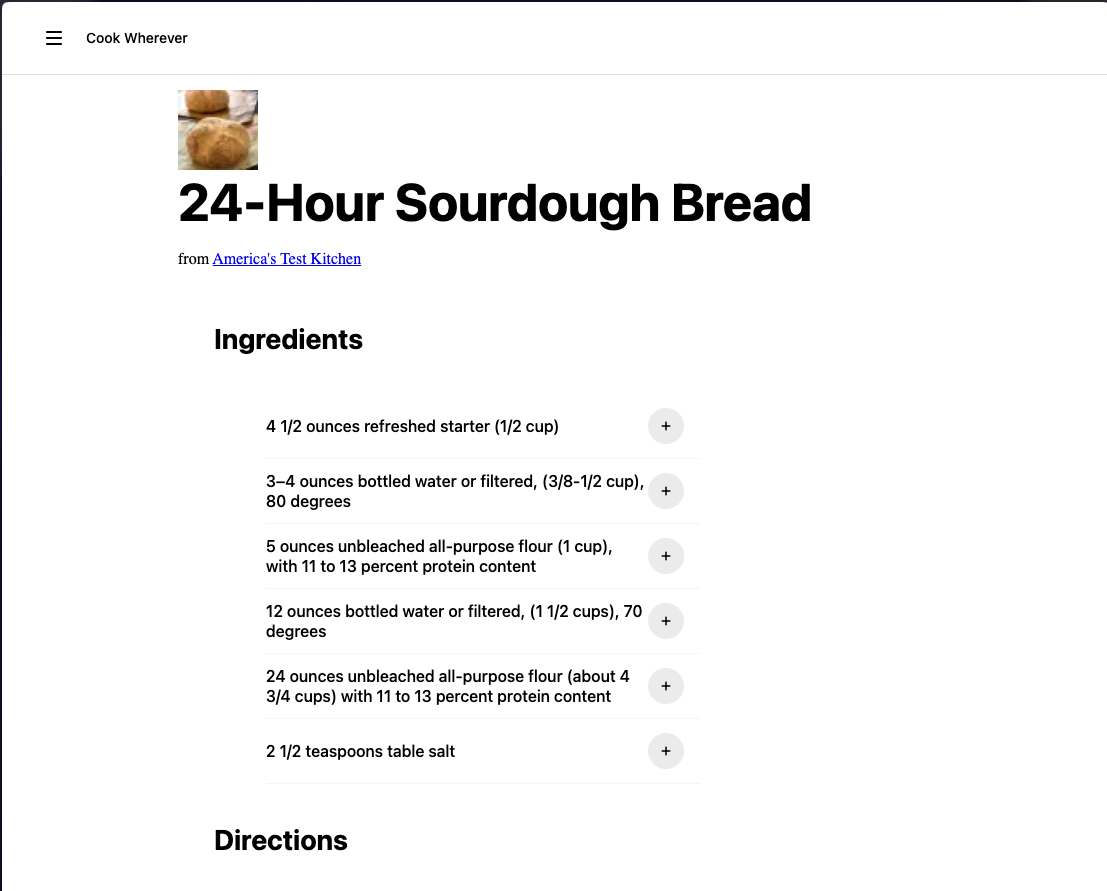 Cook Wherever
24-Hour Sourdough Bread
from America's Test Kitchen
Ingredients
4 1/2 ounces refreshed starter (1/2 cup)
+
3–4 ounces bottled water or filtered, (3/8-1/2 cup),
80 degrees
+
5 ounces unbleached all-purpose flour (1 cup),
with 11 to 13 percent protein content
+
12 ounces bottled water or filtered, (1 1/2 cups), 70
degrees
+
24 ounces unbleached all-purpose flour (about 4
3/4 cups) with 11 to 13 percent protein content
+
2 1/2 teaspoons table salt
+
Directions